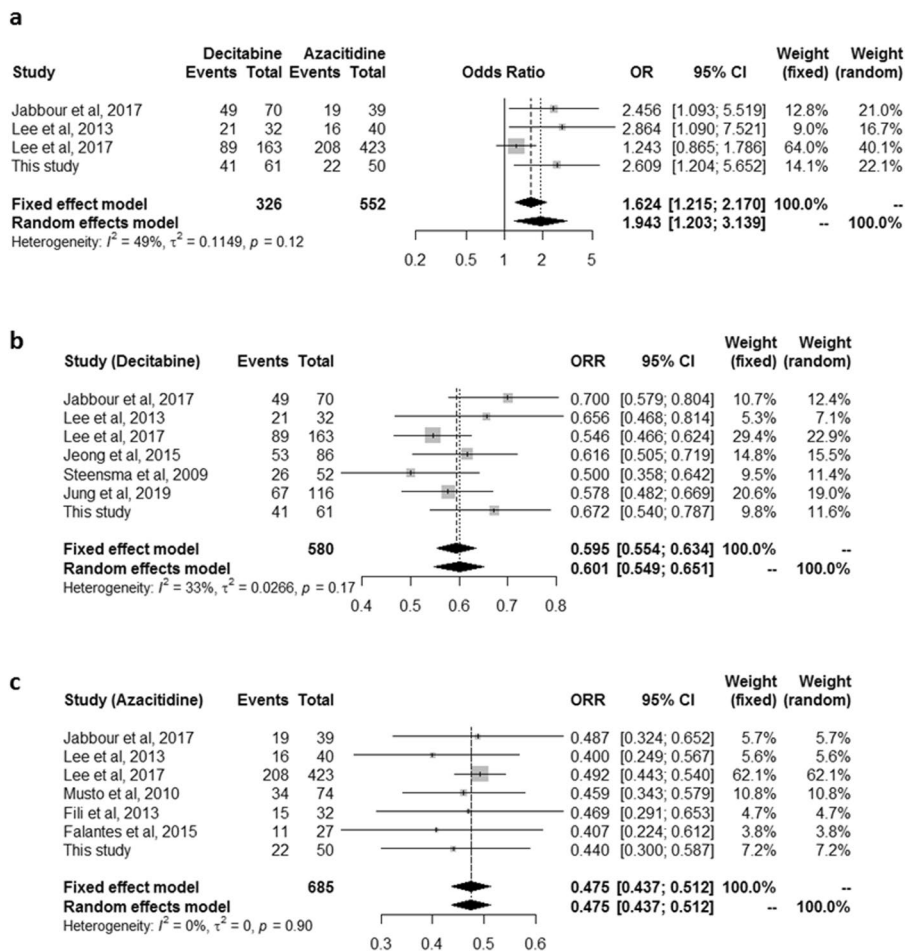 a
Decitabine Azacitidine Weight Weight
Study Events Total Events Total Odds Ratio OR 95% CI (fixed) (random)
Jabbour et al, 2017 49 70 19 39 2.456 [1.093; 5.519] 12.8% 21.0%
Lee et al, 2013 21 32 16 40 2.864 [1.090; 7.521] 9.0% 16.7%
Lee et al, 2017 89 163 208 423 1.243 [0.865; 1.786] 64.0% 40.1%
This study 41 61 22 50 2.609 [1.204; 5.652] 14.1% 22.1%
Fixed effect model 326 552 1.624 [1.215; 2.170] 100.0% --
Random effects model 1.943 [1.203; 3.139] -- 100.0%
Heterogeneity: I² = 49%, τ² = 0.1149, p = 0.12
0.2 0.5 1 2 5
b
Weight Weight
Study (Decitabine) Events Total ORR 95% CI (fixed) (random)
Jabbour et al, 2017 49 70 0.700 [0.579; 0.804] 10.7% 12.4%
Lee et al, 2013 21 32 0.656 [0.468; 0.814] 5.3% 7.1%
Lee et al, 2017 89 163 0.546 [0.466; 0.624] 29.4% 22.9%
Jeong et al, 2015 53 86 0.616 [0.505; 0.719] 14.8% 15.5%
Steensma et al, 2009 26 52 0.500 [0.358; 0.642] 9.5% 11.4%
Jung et al, 2019 67 116 0.578 [0.482; 0.669] 20.6% 19.0%
This study 41 61 0.672 [0.540; 0.787] 9.8% 11.6%
Fixed effect model 580 0.595 [0.554; 0.634] 100.0% --
Random effects model 0.601 [0.549; 0.651] -- 100.0%
Heterogeneity: I² = 33%, τ² = 0.0266, p = 0.17
0.4 0.5 0.6 0.7 0.8
c
Weight Weight
Study (Azacitidine) Events Total ORR 95% CI (fixed) (random)
Jabbour et al, 2017 19 39 0.487 [0.324; 0.652] 5.7% 5.7%
Lee et al, 2013 16 40 0.400 [0.249; 0.567] 5.6% 5.6%
Lee et al, 2017 208 423 0.492 [0.443; 0.540] 62.1% 62.1%
Musto et al, 2010 34 74 0.459 [0.343; 0.579] 10.8% 10.8%
Fili et al, 2013 15 32 0.469 [0.291; 0.653] 4.7% 4.7%
Falantes et al, 2015 11 27 0.407 [0.224; 0.612] 3.8% 3.8%
This study 22 50 0.440 [0.300; 0.587] 7.2% 7.2%
Fixed effect model 685 0.475 [0.437; 0.512] 100.0% --
Random effects model 0.475 [0.437; 0.512] -- 100.0%
Heterogeneity: I² = 0%, τ² = 0, p = 0.90
0.3 0.4 0.5 0.6